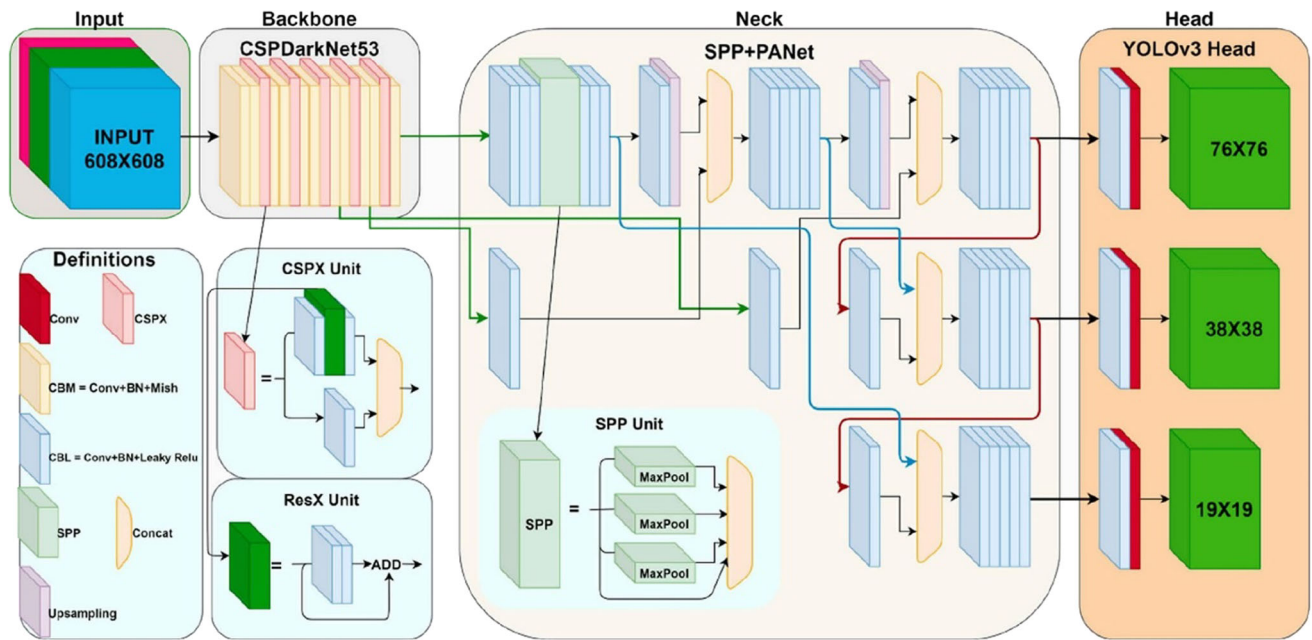 Input
Backbone
Neck
Head
CSPDarkNet53
SPP+PANet
YOLOv3 Head
INPUT
608X608
76X76
Definitions
Conv
CSPX
CBM = Conv+BN+Mish
CBL = Conv+BN+Leaky Relu
SPP
Concat
Upsampling
CSPX Unit
=
ResX Unit
=
ADD
SPP Unit
SPP
=
MaxPool
MaxPool
MaxPool
38X38
19X19